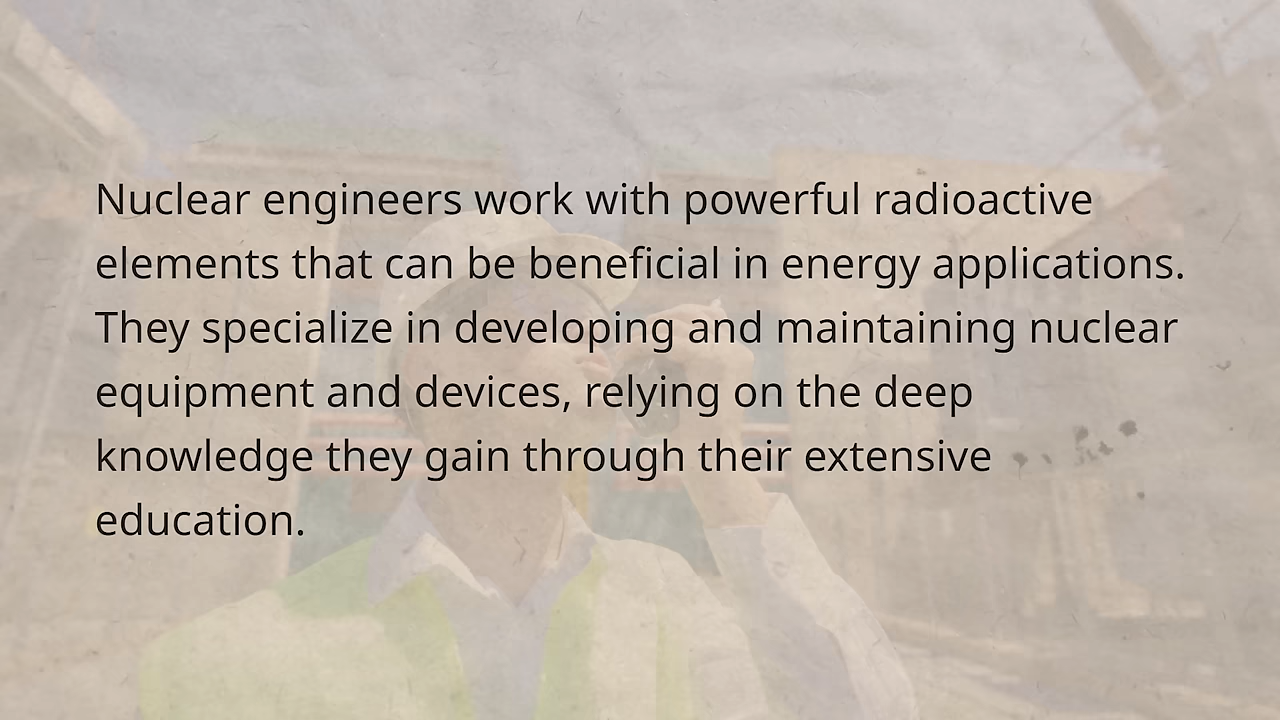 Nuclear engineers work with powerful radioactive
elements that can be beneficial in energy applications.
They specialize in developing and maintaining nuclear
equipment and devices, relying on the deep
knowledge they gain through their extensive
education.